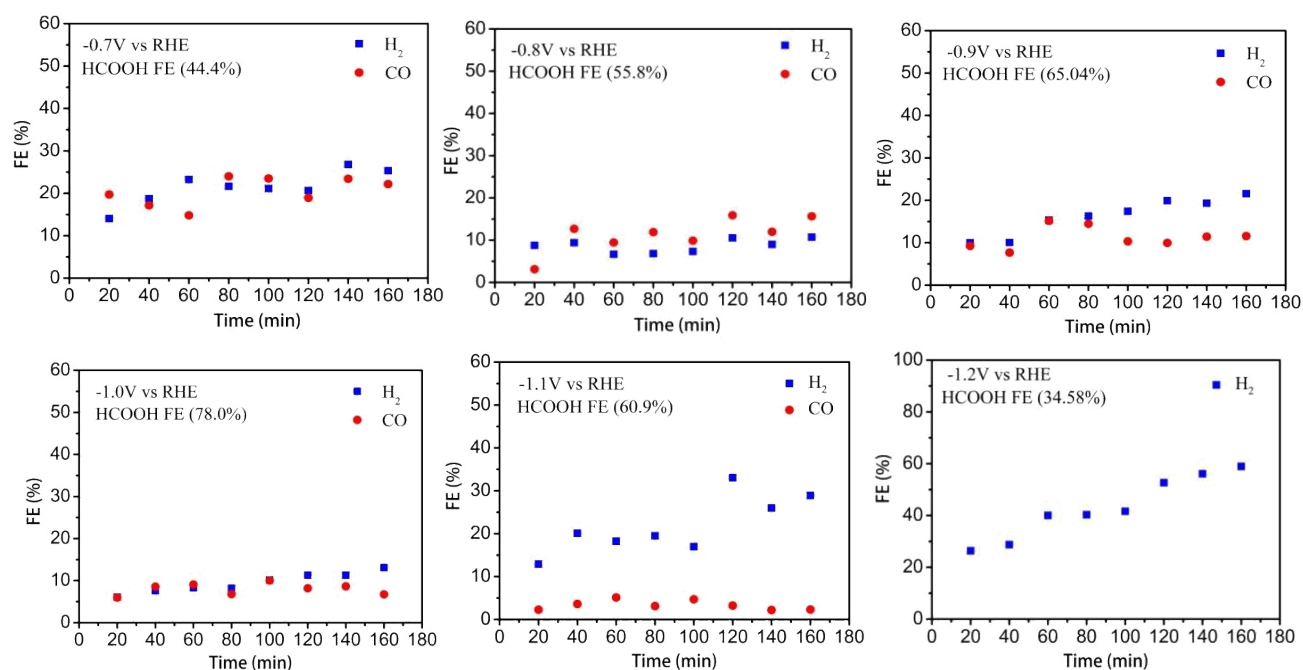 -0.7V vs RHE
HCOOH FE (44.4%)
H2
CO
60
50
40
30
20
10
0
FE (%)
0 20 40 60 80 100 120 140 160 180
Time (min)
-0.8V vs RHE
HCOOH FE (55.8%)
H2
CO
60
50
40
30
20
10
0
FE (%)
0 20 40 60 80 100 120 140 160 180
Time (min)
-0.9V vs RHE
HCOOH FE (65.04%)
H2
CO
60
50
40
30
20
10
0
FE (%)
0 20 40 60 80 100 120 140 160 180
Time (min)
-1.0V vs RHE
HCOOH FE (78.0%)
H2
CO
60
50
40
30
20
10
0
FE (%)
0 20 40 60 80 100 120 140 160 180
Time (min)
-1.1V vs RHE
HCOOH FE (60.9%)
H2
CO
60
50
40
30
20
10
0
FE (%)
0 20 40 60 80 100 120 140 160 180
Time (min)
-1.2V vs RHE
HCOOH FE (34.58%)
H2
100
80
60
40
20
0
FE (%)
0 20 40 60 80 100 120 140 160 180
Time (min)